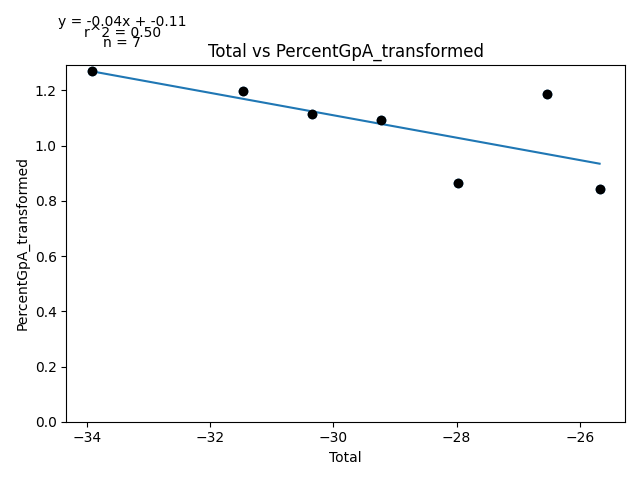 y = -0.04x + -0.11
r^2 = 0.50
n = 7
Total vs PercentGpA_transformed
PercentGpA_transformed
1.2
1.0
0.8
0.6
0.4
0.2
0.0
−34 −32 −30 −28 −26
Total